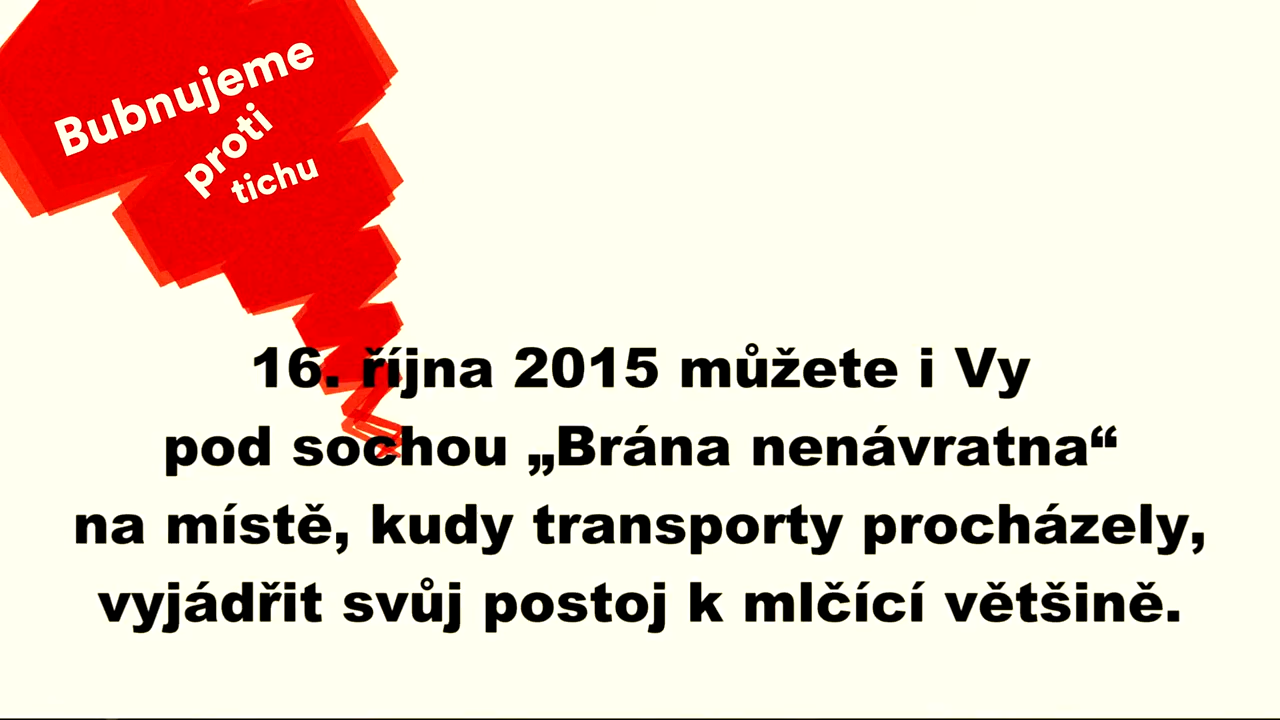 Bubnujeme
proti
tichu
16. října 2015 můžete i Vy
pod sochou „Brána nenávratna“
na místě, kudy transporty procházely,
vyjádřit svůj postoj k mlčící většině.